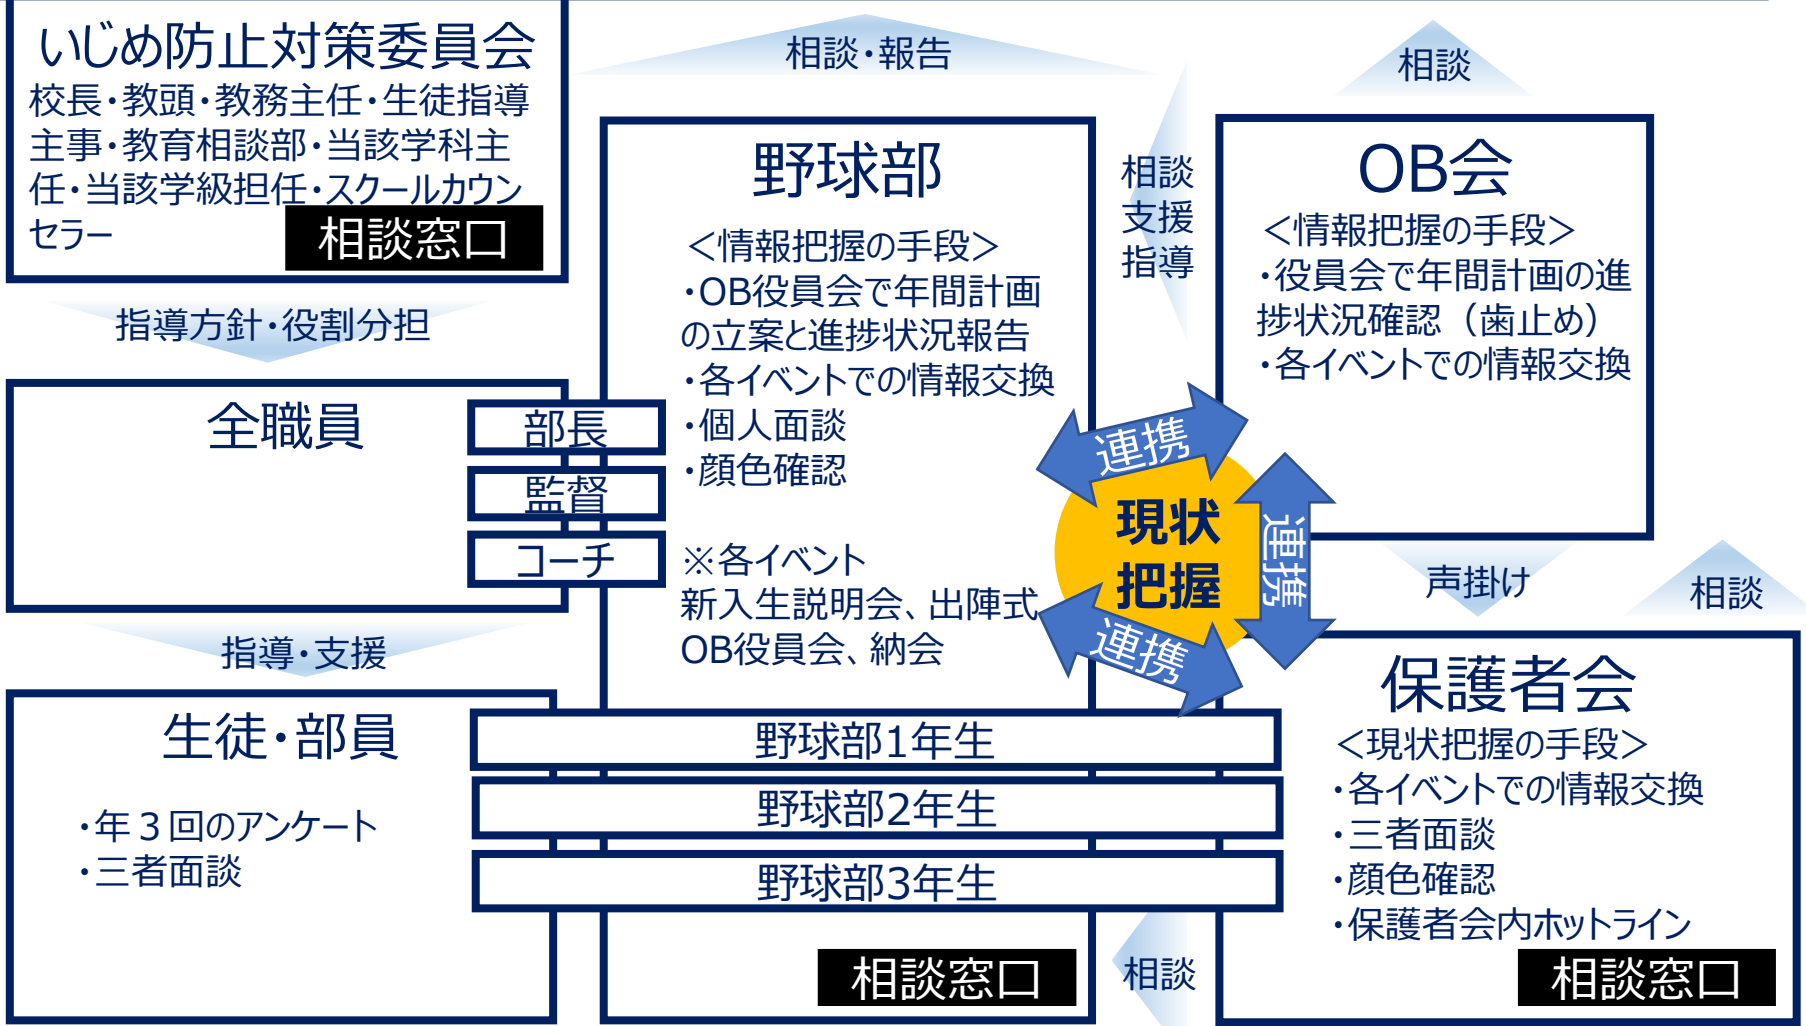 いじめ防止対策委員会
校長・教頭・教務主任・生徒指導
主事・教育相談部・当該学科主
任・当該学級担任・スクールカウン
セラー
相談窓口
指導方針・役割分担
全職員
部長
監督
コーチ
指導・支援
生徒・部員
・年３回のアンケート
・三者面談
相談・報告
野球部
＜情報把握の手段＞
・OB役員会で年間計画
の立案と進捗状況報告
・各イベントでの情報交換
・個人面談
・顔色確認
※各イベント
新入生説明会、出陣式
OB役員会、納会
野球部1年生
野球部2年生
野球部3年生
相談窓口
相談
支援
指導
相談
OB会
＜情報把握の手段＞
・役員会で年間計画の進
捗状況確認（歯止め）
・各イベントでの情報交換
連携
連携
連携
現状
把握
声掛け
相談
保護者会
＜現状把握の手段＞
・各イベントでの情報交換
・三者面談
・顔色確認
・保護者会内ホットライン
相談窓口
相談